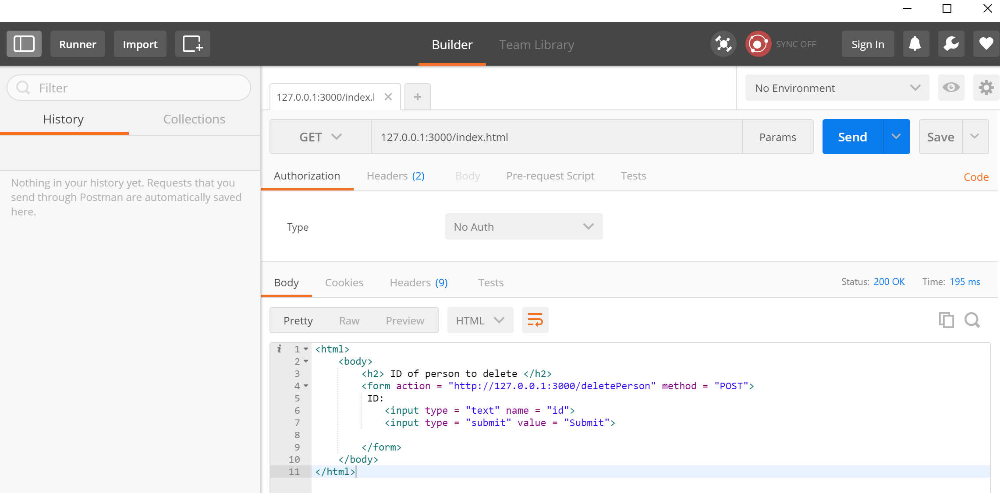 Runner Import Builder Team Library SYNC OFF Sign In
Filter
127.0.0.1:3000/index.
No Environment
History Collections
GET 127.0.0.1:3000/index.html Params Send Save
Authorization Headers (2) Body Pre-request Script Tests Code
Nothing in your history yet. Requests that you
send through Postman are automatically saved
here.
Type No Auth
Body Cookies Headers (9) Tests Status: 200 OK Time: 195 ms
Pretty Raw Preview HTML
i 1 <html>
2 <body>
3 <h2> ID of person to delete </h2>
4 <form action = "http://127.0.0.1:3000/deletePerson" method = "POST">
5 ID:
6 <input type = "text" name = "id">
7 <input type = "submit" value = "Submit">
8
9 </form>
10 </body>
11 </html>